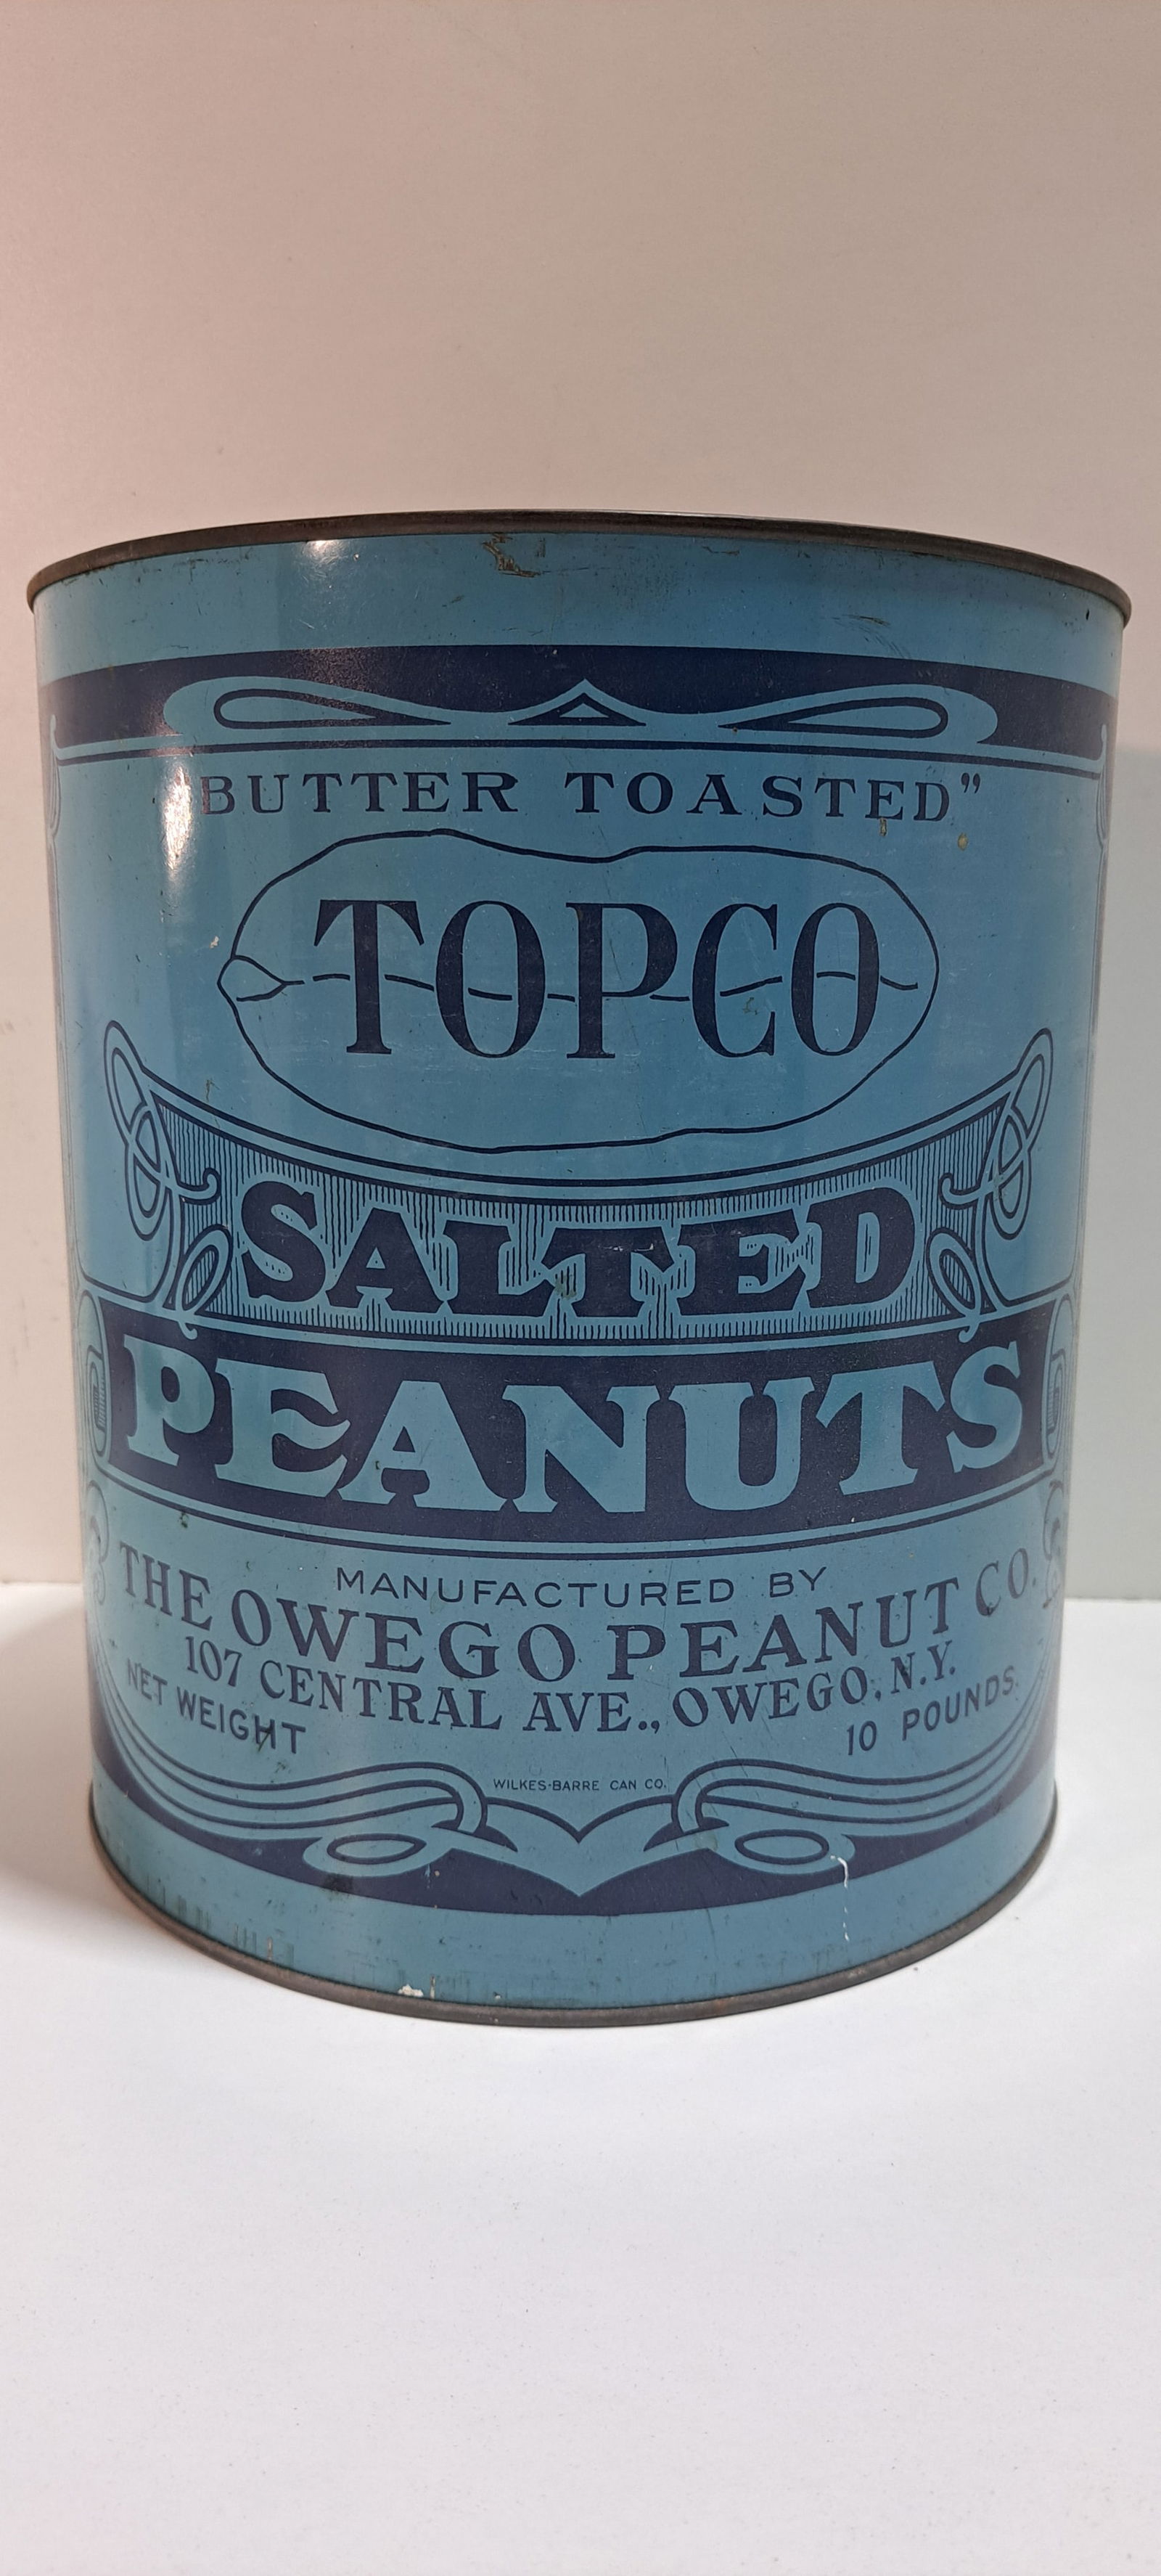 "BUTTER TOASTED"
TOPCO
SALTED
PEANUTS
MANUFACTURED BY
THE OWEGO PEANUT CO.
107 CENTRAL AVE., OWEGO, N.Y.
NET WEIGHT 10 POUNDS
WILKES-BARRE CAN CO.